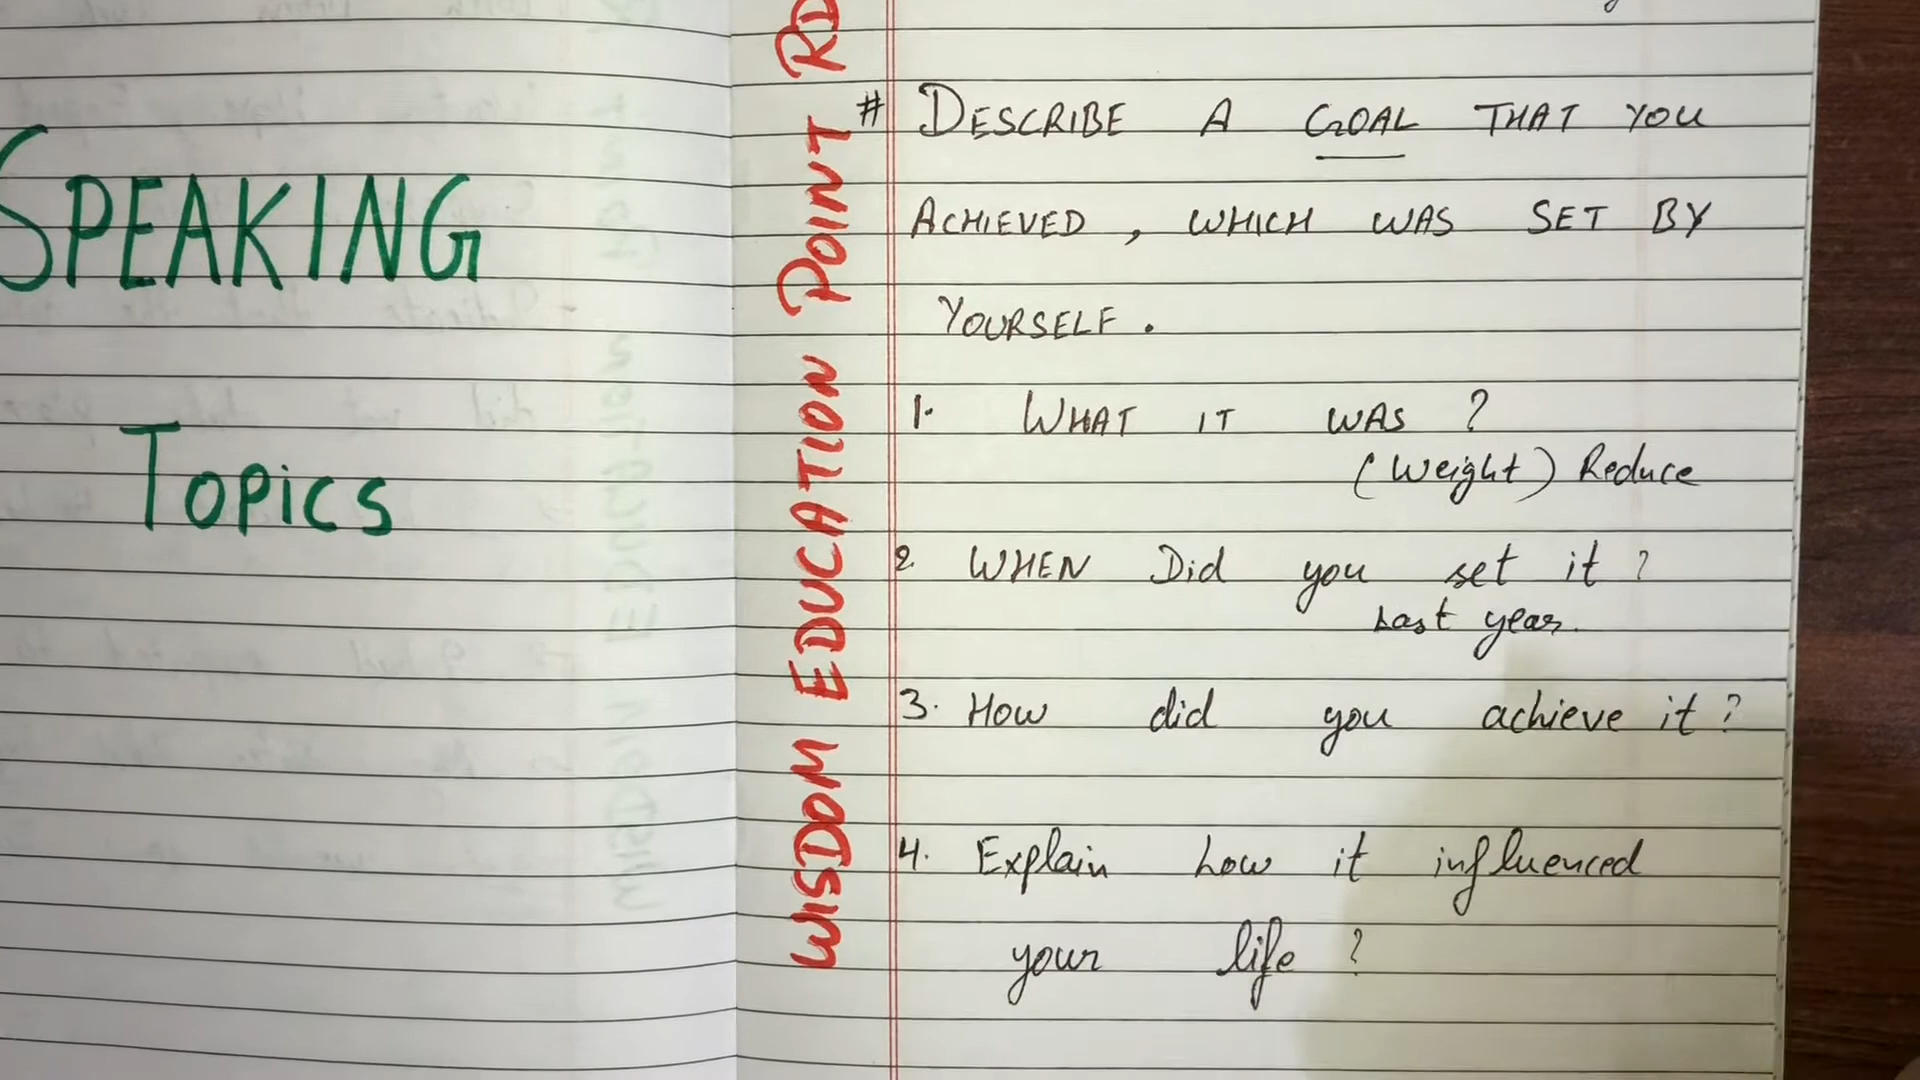 SPEAKING
TOPICS
WISDOM EDUCATION POINT RD
# DESCRIBE A GOAL THAT YOU
ACHIEVED, WHICH WAS SET BY
YOURSELF.
1. WHAT IT WAS ?
(Weight) Reduce
2. WHEN Did you set it ?
Last year.
3. How did you achieve it ?
4. Explain how it influenced
your life ?